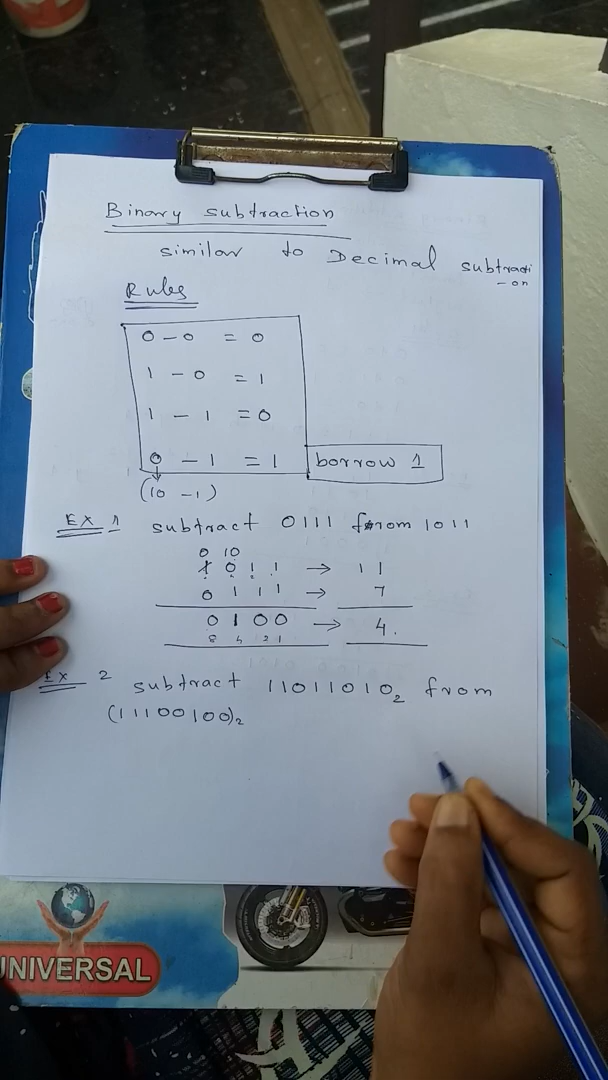 Binary subtraction
similar to Decimal subtracti
- on
Rules
0 - 0 = 0
1 - 0 = 1
1 - 1 = 0
0 - 1 = 1 borrow 1
(10 - 1)
EX 1 subtract 0111 from 1011
0 10
1 0 1 1 → 11
0 1 1 1 → 7
0 1 0 0 → 4.
8 4 2 1
Ex 2 subtract 11011010₂ from
(11100100)₂
UNIVERSAL